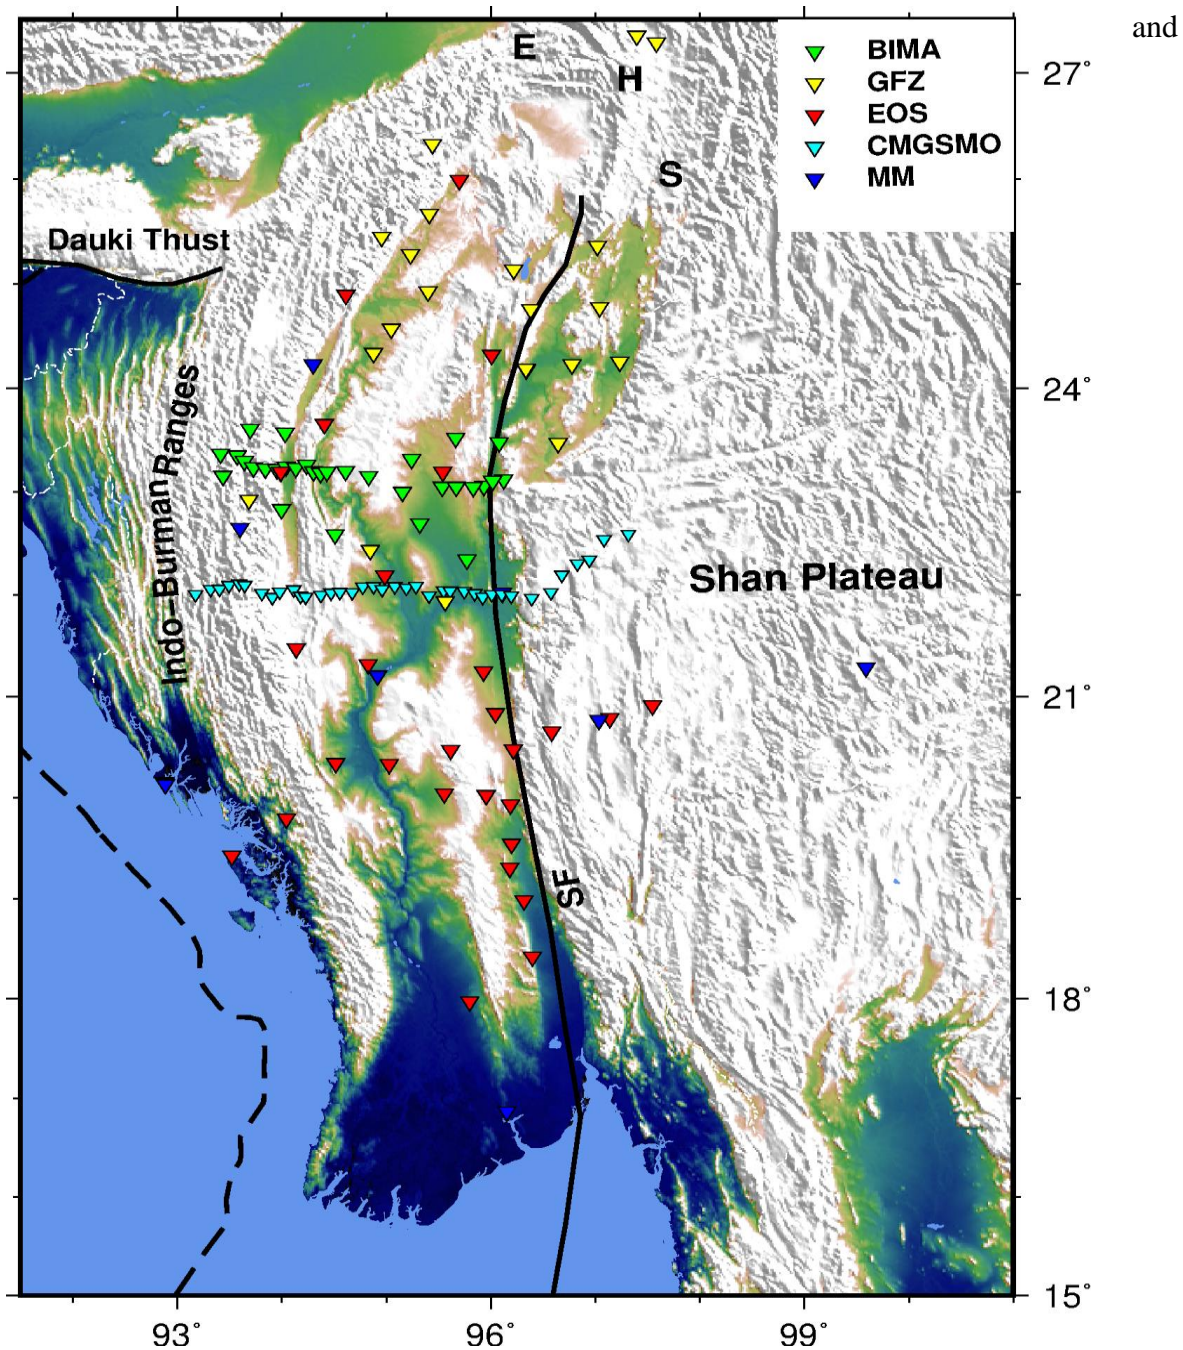 and
E
H
S
BIMA
GFZ
EOS
CMGSMO
MM
27°
Dauki Thust
24°
Indo-Burman Ranges
Shan Plateau
21°
SF
18°
15°
93°
96°
99°